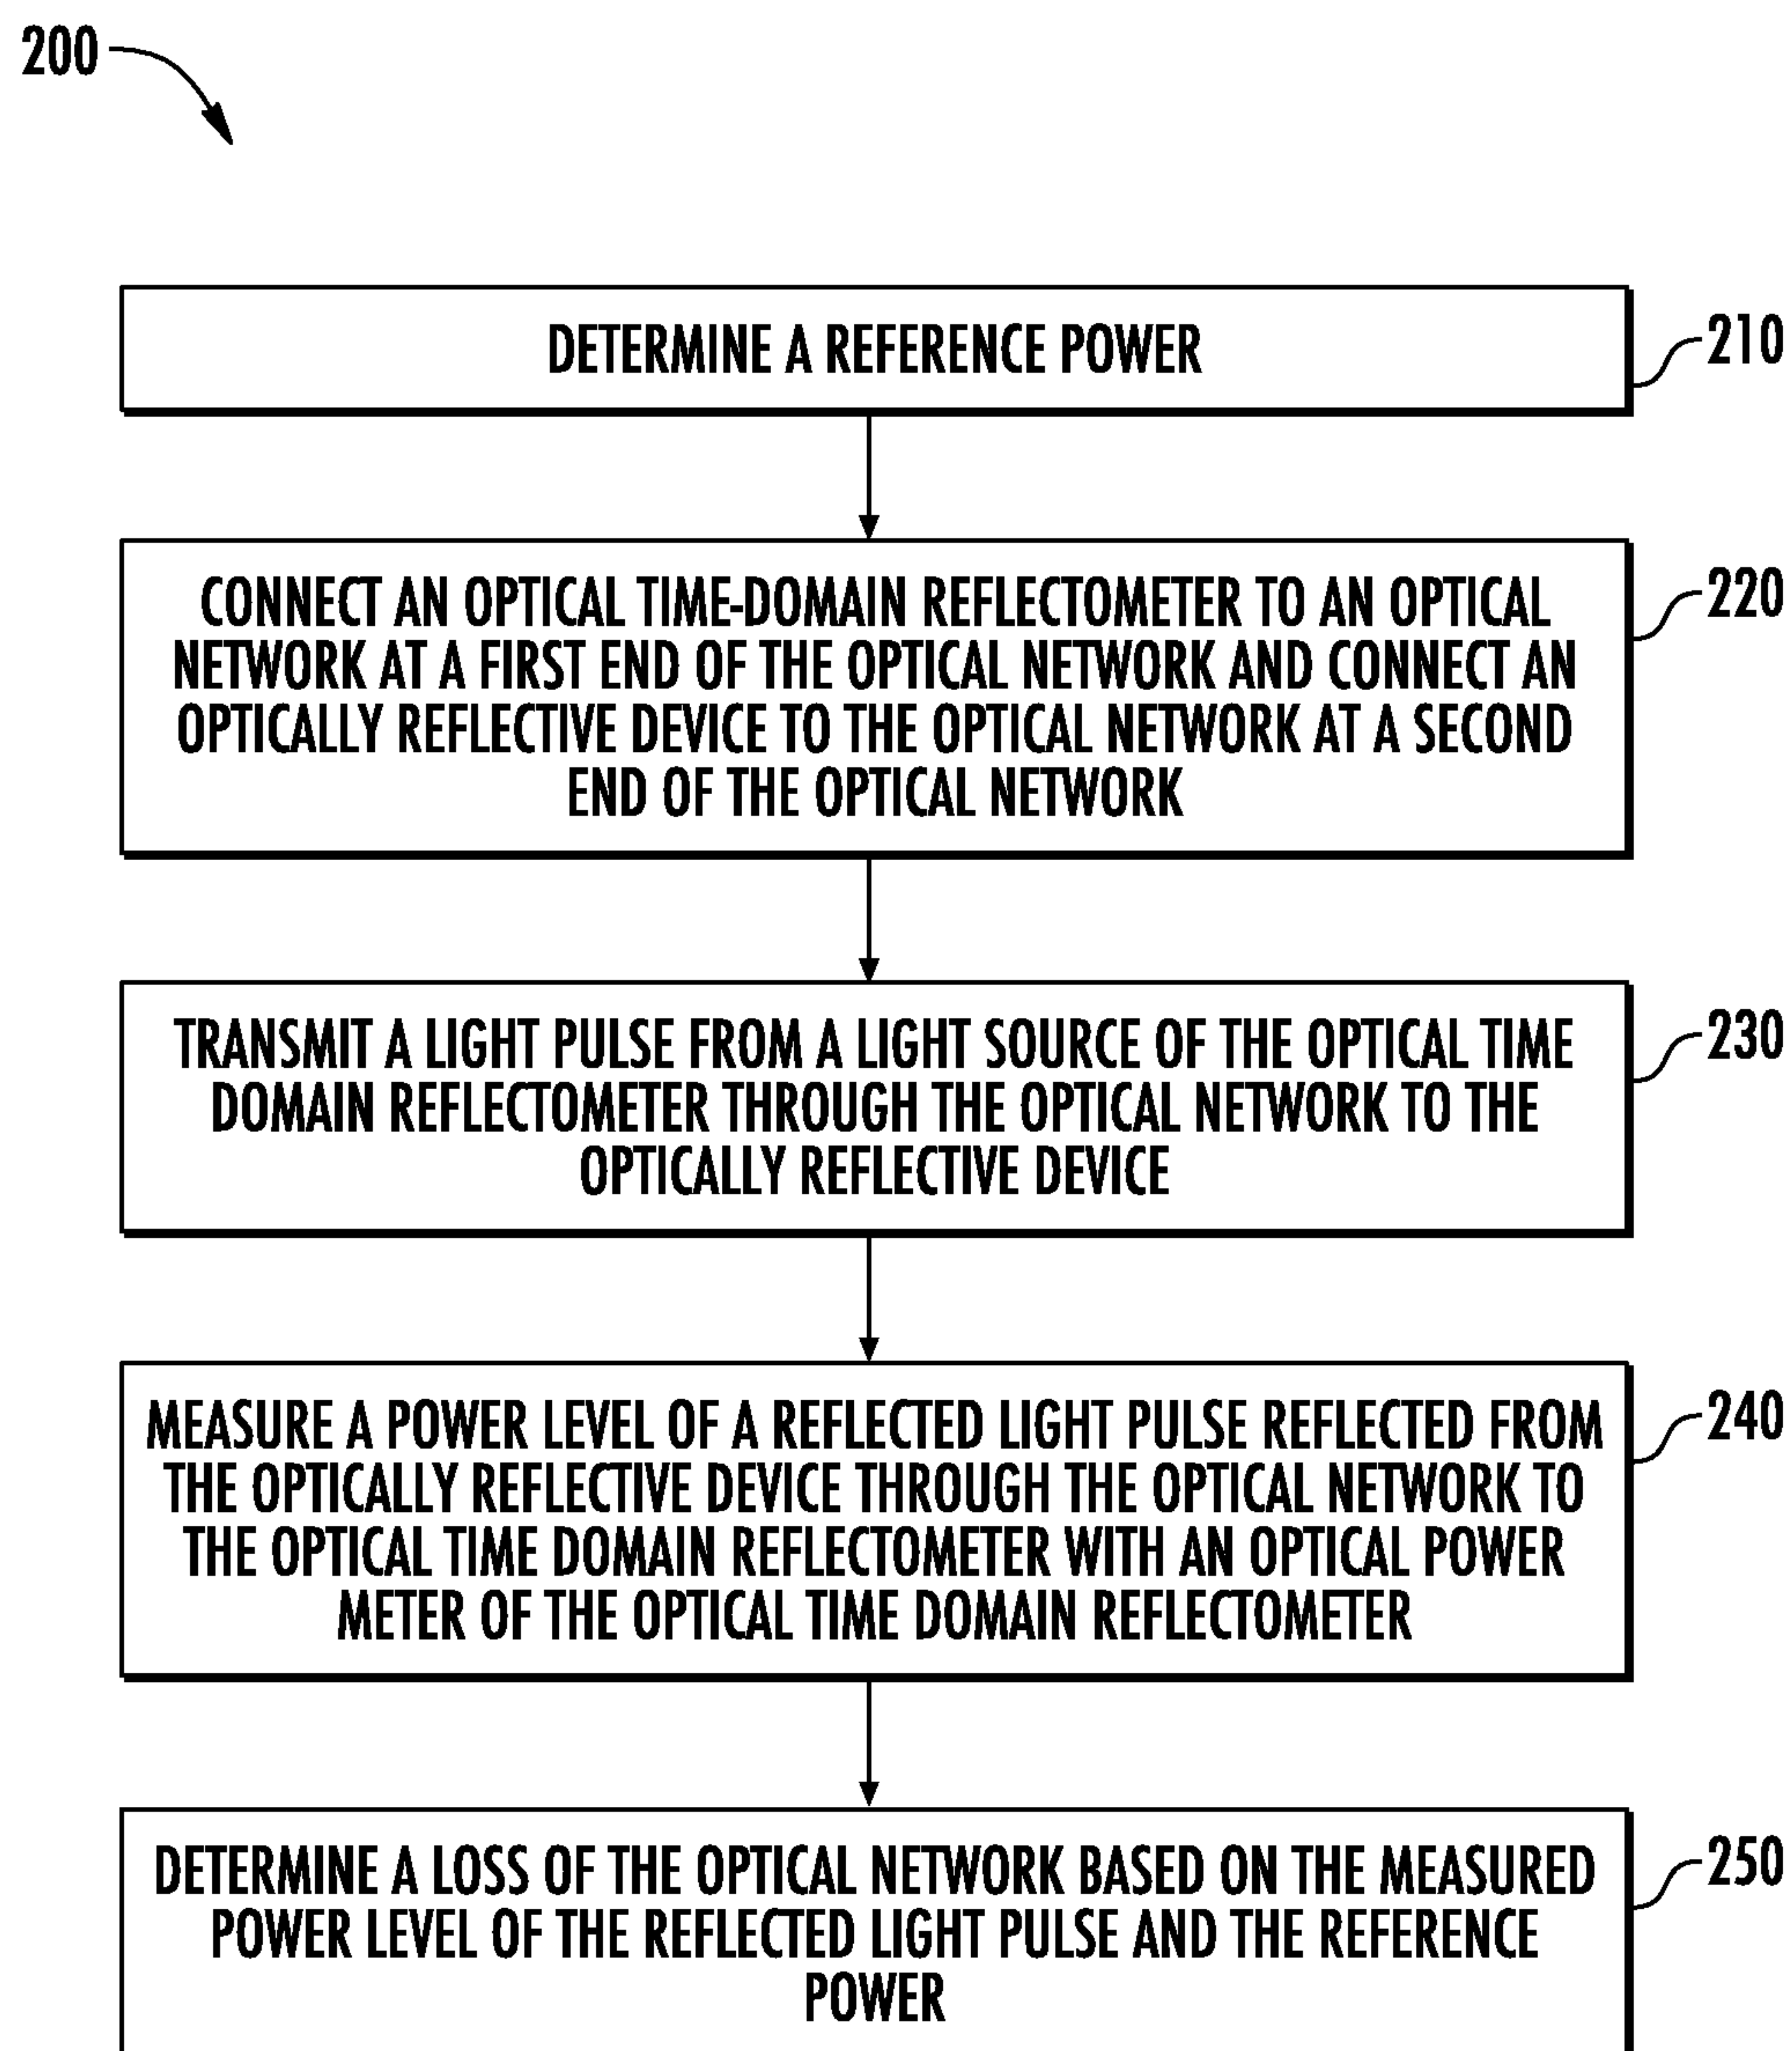 200
DETERMINE A REFERENCE POWER
210
CONNECT AN OPTICAL TIME-DOMAIN REFLECTOMETER TO AN OPTICAL
NETWORK AT A FIRST END OF THE OPTICAL NETWORK AND CONNECT AN
OPTICALLY REFLECTIVE DEVICE TO THE OPTICAL NETWORK AT A SECOND
END OF THE OPTICAL NETWORK
220
TRANSMIT A LIGHT PULSE FROM A LIGHT SOURCE OF THE OPTICAL TIME
DOMAIN REFLECTOMETER THROUGH THE OPTICAL NETWORK TO THE
OPTICALLY REFLECTIVE DEVICE
230
MEASURE A POWER LEVEL OF A REFLECTED LIGHT PULSE REFLECTED FROM
THE OPTICALLY REFLECTIVE DEVICE THROUGH THE OPTICAL NETWORK TO
THE OPTICAL TIME DOMAIN REFLECTOMETER WITH AN OPTICAL POWER
METER OF THE OPTICAL TIME DOMAIN REFLECTOMETER
240
DETERMINE A LOSS OF THE OPTICAL NETWORK BASED ON THE MEASURED
POWER LEVEL OF THE REFLECTED LIGHT PULSE AND THE REFERENCE
POWER
250